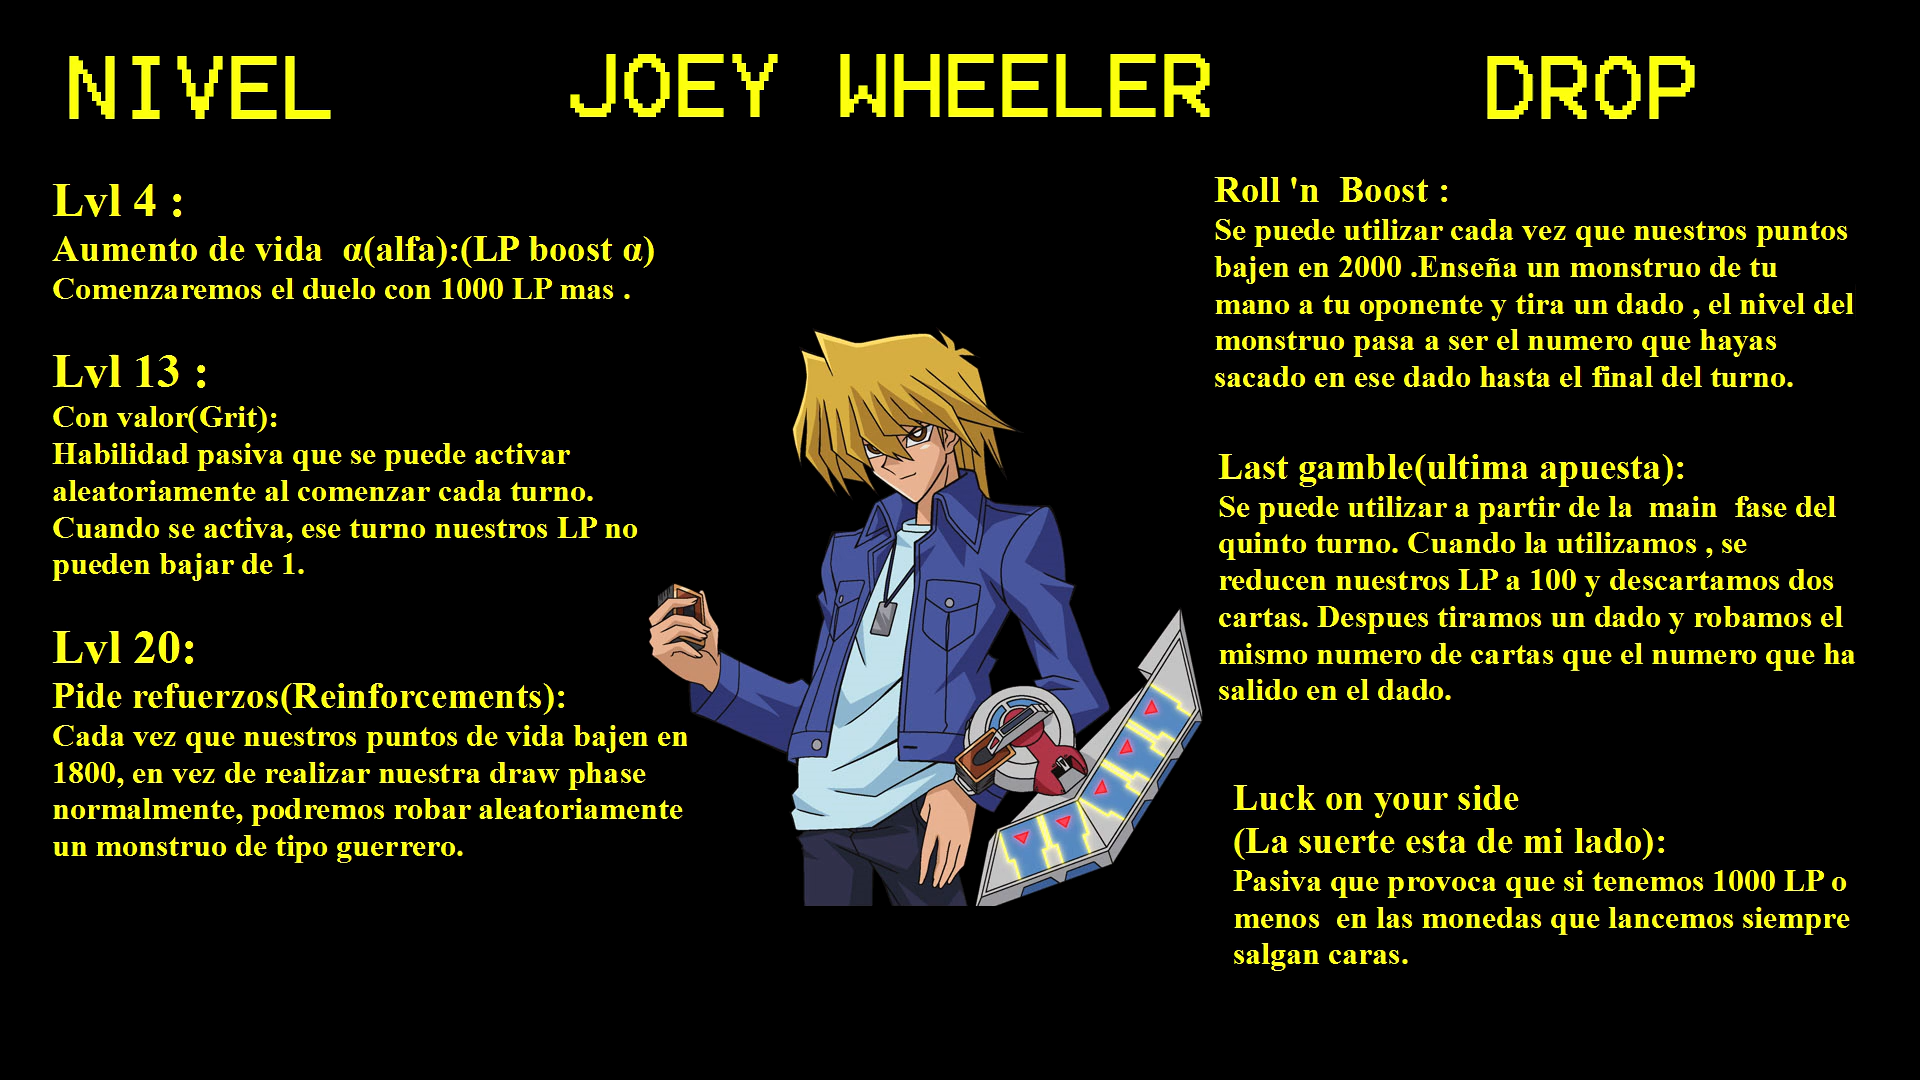 NIVEL
JOEY WHEELER
DROP
Lvl 4 :
Aumento de vida  α(alfa):(LP boost α)
Comenzaremos el duelo con 1000 LP mas .
Lvl 13 :
Con valor(Grit):
Habilidad pasiva que se puede activar
aleatoriamente al comenzar cada turno.
Cuando se activa, ese turno nuestros LP no
pueden bajar de 1.
Lvl 20:
Pide refuerzos(Reinforcements):
Cada vez que nuestros puntos de vida bajen en
1800, en vez de realizar nuestra draw phase
normalmente, podremos robar aleatoriamente
un monstruo de tipo guerrero.
Roll 'n  Boost :
Se puede utilizar cada vez que nuestros puntos
bajen en 2000 .Enseña un monstruo de tu
mano a tu oponente y tira un dado , el nivel del
monstruo pasa a ser el numero que hayas
sacado en ese dado hasta el final del turno.
Last gamble(ultima apuesta):
Se puede utilizar a partir de la  main  fase del
quinto turno. Cuando la utilizamos , se
reducen nuestros LP a 100 y descartamos dos
cartas. Despues tiramos un dado y robamos el
mismo numero de cartas que el numero que ha
salido en el dado.
Luck on your side
(La suerte esta de mi lado):
Pasiva que provoca que si tenemos 1000 LP o
menos  en las monedas que lancemos siempre
salgan caras.